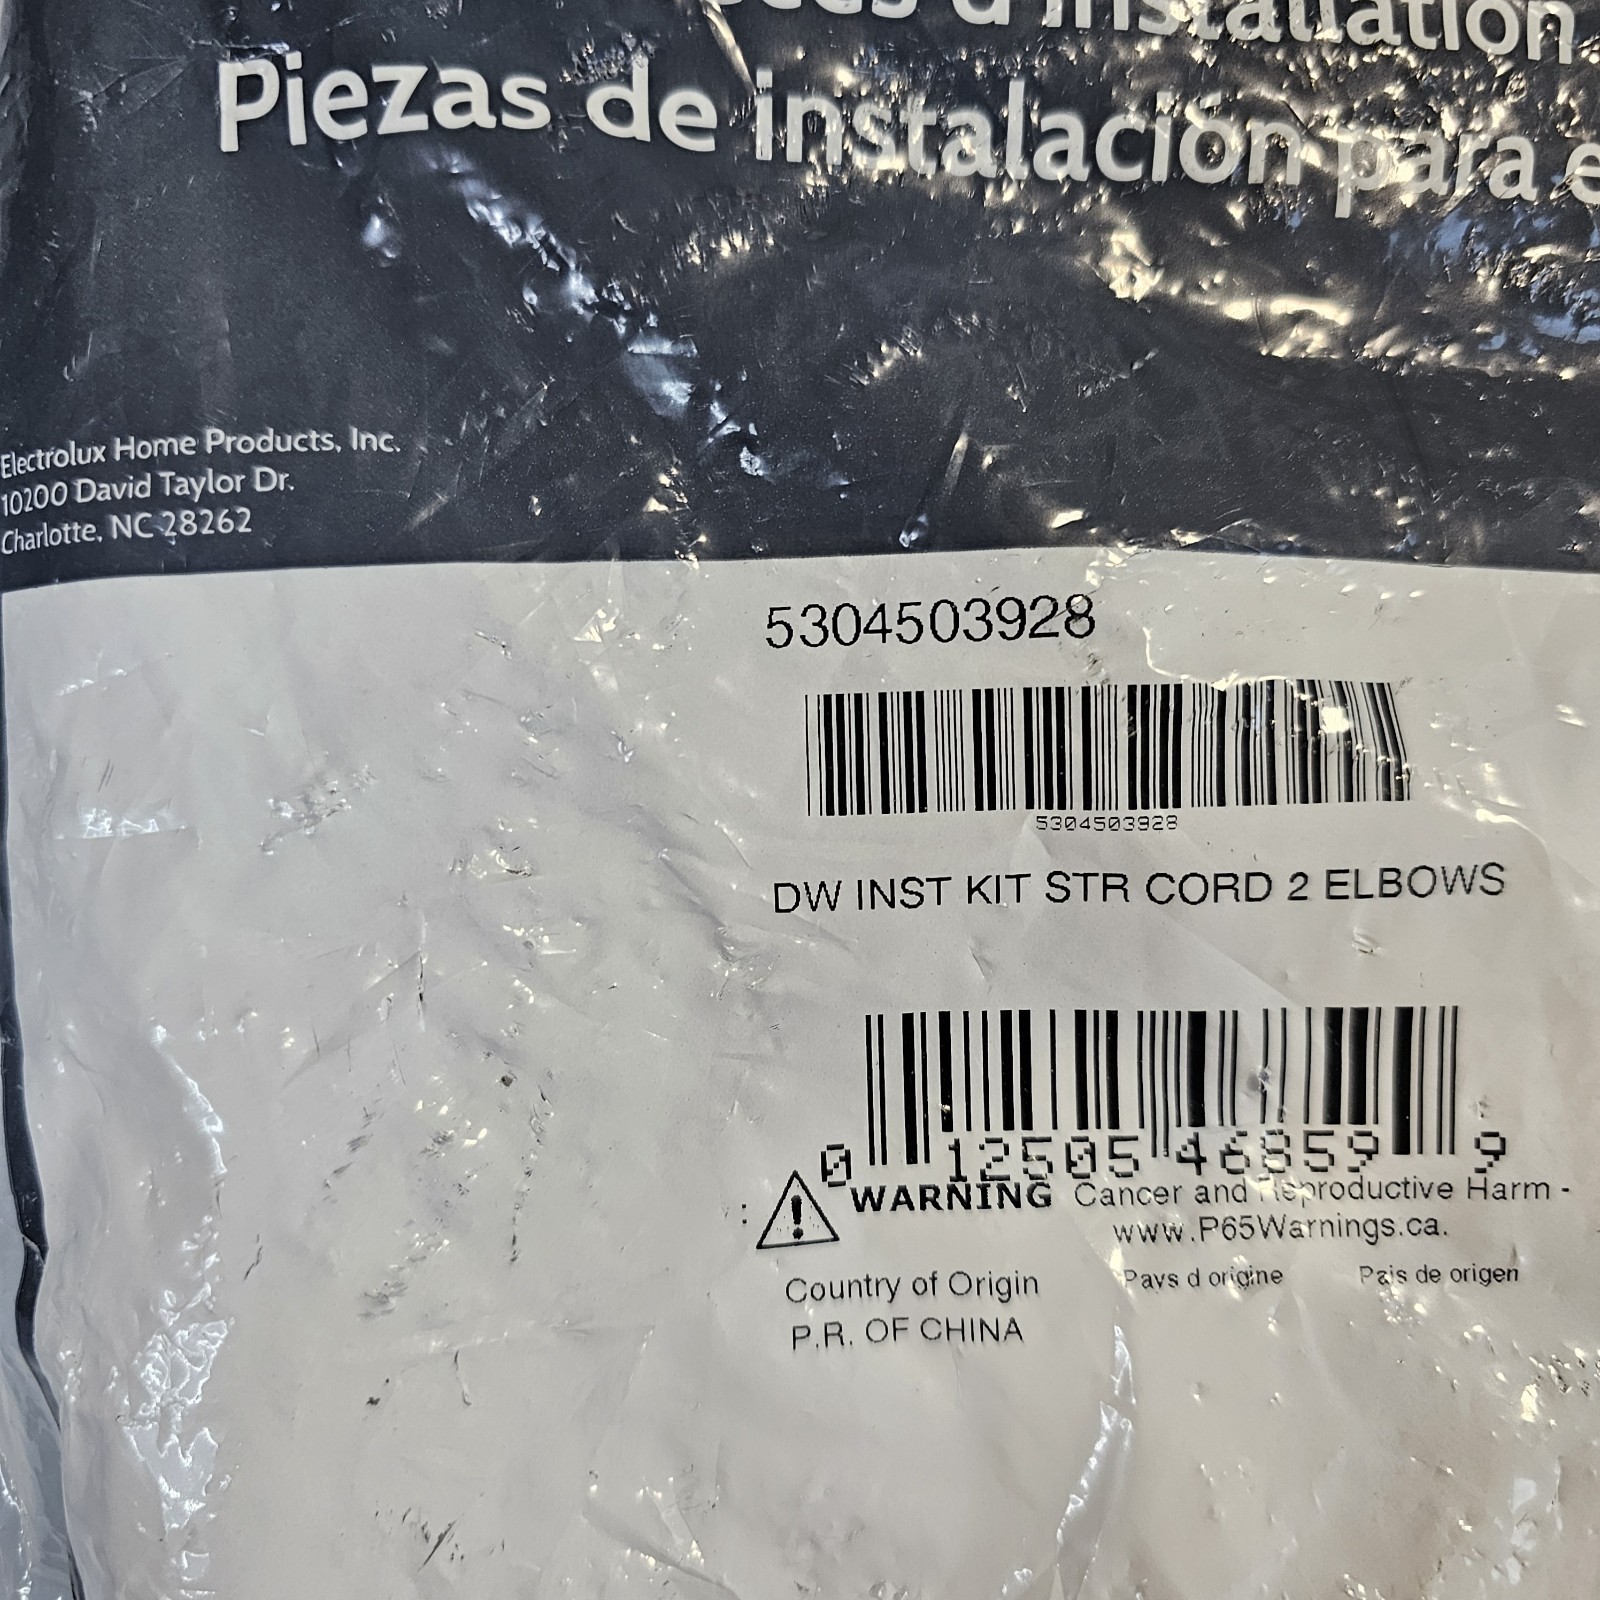 d'installation
Piezas de instalación para
Electrolux Home Products, Inc.
10200 David Taylor Dr.
Charlotte, NC 28262
5304503928
5304503928
DW INST KIT STR CORD 2 ELBOWS
0 12505 46859 9
WARNING Cancer and Reproductive Harm -
www.P65Warnings.ca.
Country of Origin Pays d origine Pais de origen
P.R. OF CHINA